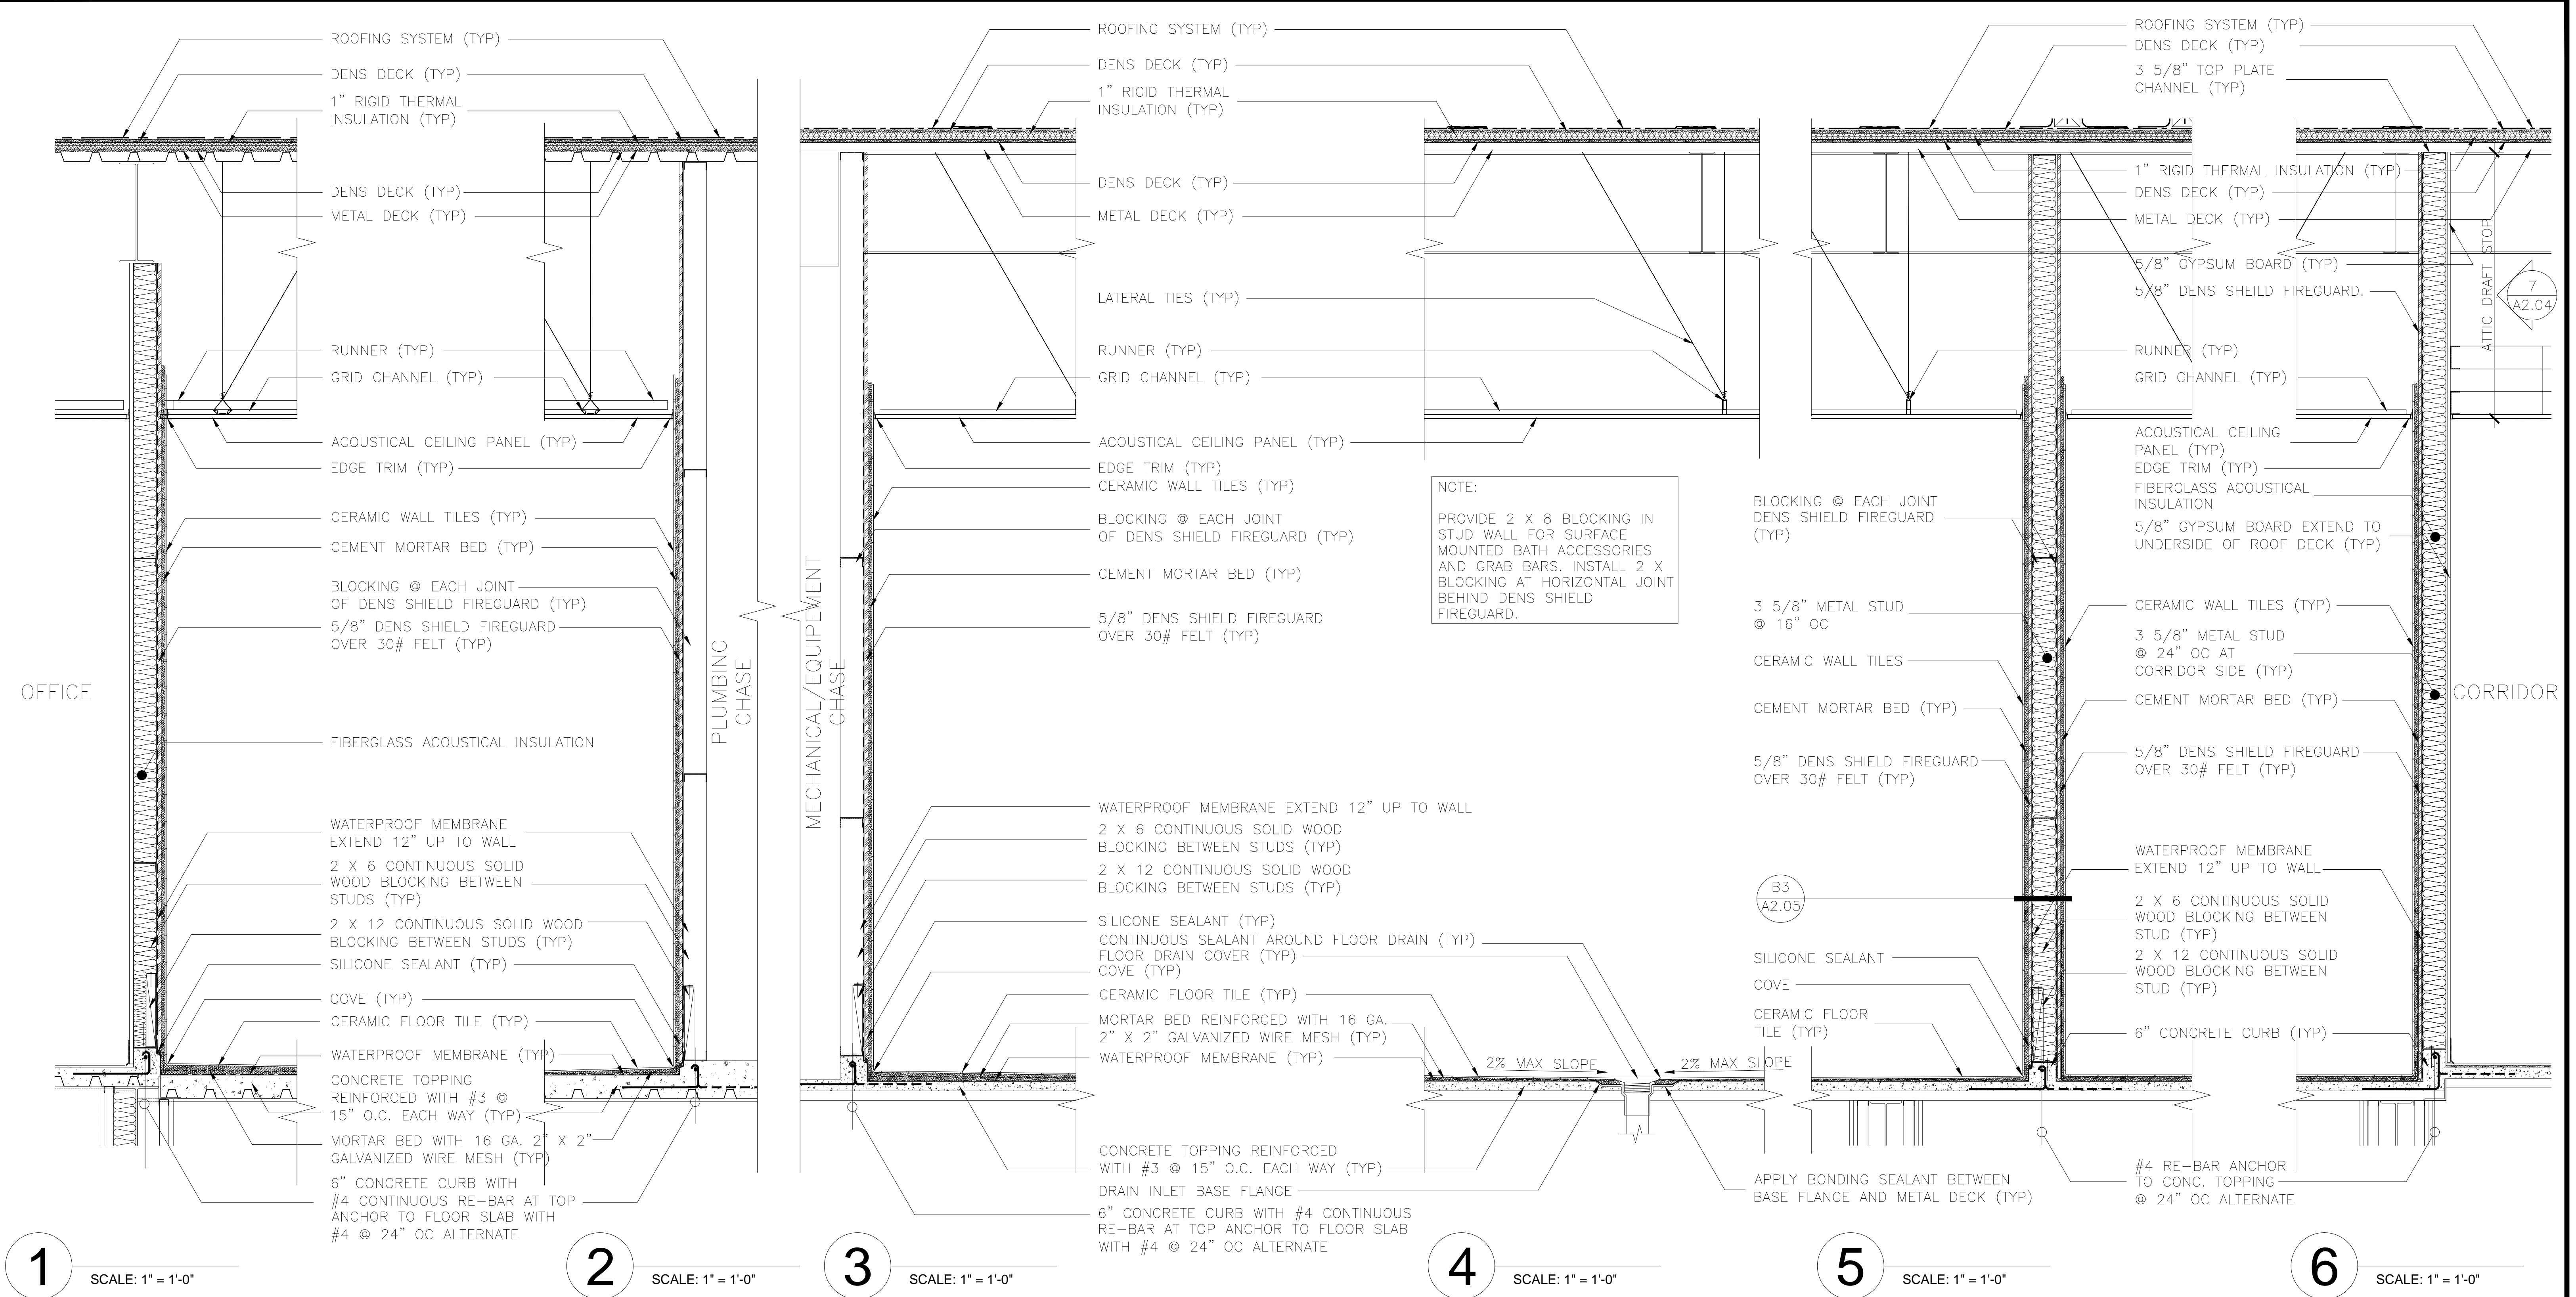 ROOFING SYSTEM (TYP)
DENS DECK (TYP)
1" RIGID THERMAL
INSULATION (TYP)
DENS DECK (TYP)
METAL DECK (TYP)
RUNNER (TYP)
GRID CHANNEL (TYP)
ACOUSTICAL CEILING PANEL (TYP)
EDGE TRIM (TYP)
CERAMIC WALL TILES (TYP)
CEMENT MORTAR BED (TYP)
BLOCKING @ EACH JOINT
OF DENS SHIELD FIREGUARD (TYP)
5/8" DENS SHIELD FIREGUARD
OVER 30# FELT (TYP)
OFFICE
FIBERGLASS ACOUSTICAL INSULATION
WATERPROOF MEMBRANE
EXTEND 12" UP TO WALL
2 X 6 CONTINUOUS SOLID
WOOD BLOCKING BETWEEN
STUDS (TYP)
2 X 12 CONTINUOUS SOLID WOOD
BLOCKING BETWEEN STUDS (TYP)
SILICONE SEALANT (TYP)
COVE (TYP)
CERAMIC FLOOR TILE (TYP)
WATERPROOF MEMBRANE (TYP)
CONCRETE TOPPING
REINFORCED WITH #3 @
15" O.C. EACH WAY (TYP)
MORTAR BED WITH 16 GA. 2" X 2"
GALVANIZED WIRE MESH (TYP)
6" CONCRETE CURB WITH
#4 CONTINUOUS RE-BAR AT TOP
ANCHOR TO FLOOR SLAB WITH
#4 @ 24" OC ALTERNATE
1
SCALE: 1" = 1'-0"
PLUMBING
CHASE
2
SCALE: 1" = 1'-0"
MECHANICAL/EQUIPEMENT
CHASE
ROOFING SYSTEM (TYP)
DENS DECK (TYP)
1" RIGID THERMAL
INSULATION (TYP)
DENS DECK (TYP)
METAL DECK (TYP)
LATERAL TIES (TYP)
RUNNER (TYP)
GRID CHANNEL (TYP)
ACOUSTICAL CEILING PANEL (TYP)
EDGE TRIM (TYP)
CERAMIC WALL TILES (TYP)
BLOCKING @ EACH JOINT
OF DENS SHIELD FIREGUARD (TYP)
CEMENT MORTAR BED (TYP)
5/8" DENS SHIELD FIREGUARD
OVER 30# FELT (TYP)
WATERPROOF MEMBRANE EXTEND 12" UP TO WALL
2 X 6 CONTINUOUS SOLID WOOD
BLOCKING BETWEEN STUDS (TYP)
2 X 12 CONTINUOUS SOLID WOOD
BLOCKING BETWEEN STUDS (TYP)
SILICONE SEALANT (TYP)
CONTINUOUS SEALANT AROUND FLOOR DRAIN (TYP)
FLOOR DRAIN COVER (TYP)
COVE (TYP)
CERAMIC FLOOR TILE (TYP)
MORTAR BED REINFORCED WITH 16 GA.
2" X 2" GALVANIZED WIRE MESH (TYP)
WATERPROOF MEMBRANE (TYP)
CONCRETE TOPPING REINFORCED
WITH #3 @ 15" O.C. EACH WAY (TYP)
DRAIN INLET BASE FLANGE
6" CONCRETE CURB WITH #4 CONTINUOUS
RE-BAR AT TOP ANCHOR TO FLOOR SLAB
WITH #4 @ 24" OC ALTERNATE
3
SCALE: 1" = 1'-0"
NOTE:
PROVIDE 2 X 8 BLOCKING IN
STUD WALL FOR SURFACE
MOUNTED BATH ACCESSORIES
AND GRAB BARS. INSTALL 2 X
BLOCKING AT HORIZONTAL JOINT
BEHIND DENS SHIELD
FIREGUARD.
2% MAX SLOPE
2% MAX SLOPE
4
SCALE: 1" = 1'-0"
BLOCKING @ EACH JOINT
DENS SHIELD FIREGUARD
(TYP)
3 5/8" METAL STUD
@ 16" OC
CERAMIC WALL TILES
CEMENT MORTAR BED (TYP)
5/8" DENS SHIELD FIREGUARD
OVER 30# FELT (TYP)
B3
A2.05
SILICONE SEALANT
COVE
CERAMIC FLOOR
TILE (TYP)
APPLY BONDING SEALANT BETWEEN
BASE FLANGE AND METAL DECK (TYP)
5
SCALE: 1" = 1'-0"
ROOFING SYSTEM (TYP)
DENS DECK (TYP)
3 5/8" TOP PLATE
CHANNEL (TYP)
1" RIGID THERMAL INSULATION (TYP)
DENS DECK (TYP)
METAL DECK (TYP)
5/8" GYPSUM BOARD (TYP)
5/8" DENS SHEILD FIREGUARD.
ATTIC DRAFT STOP
7
A2.04
RUNNER (TYP)
GRID CHANNEL (TYP)
ACOUSTICAL CEILING
PANEL (TYP)
EDGE TRIM (TYP)
FIBERGLASS ACOUSTICAL
INSULATION
5/8" GYPSUM BOARD EXTEND TO
UNDERSIDE OF ROOF DECK (TYP)
CERAMIC WALL TILES (TYP)
3 5/8" METAL STUD
@ 24" OC AT
CORRIDOR SIDE (TYP)
CORRIDOR
CEMENT MORTAR BED (TYP)
5/8" DENS SHIELD FIREGUARD
OVER 30# FELT (TYP)
WATERPROOF MEMBRANE
EXTEND 12" UP TO WALL
2 X 6 CONTINUOUS SOLID
WOOD BLOCKING BETWEEN
STUD (TYP)
2 X 12 CONTINUOUS SOLID
WOOD BLOCKING BETWEEN
STUD (TYP)
6" CONCRETE CURB (TYP)
#4 RE-BAR ANCHOR
TO CONC. TOPPING
@ 24" OC ALTERNATE
6
SCALE: 1" = 1'-0"